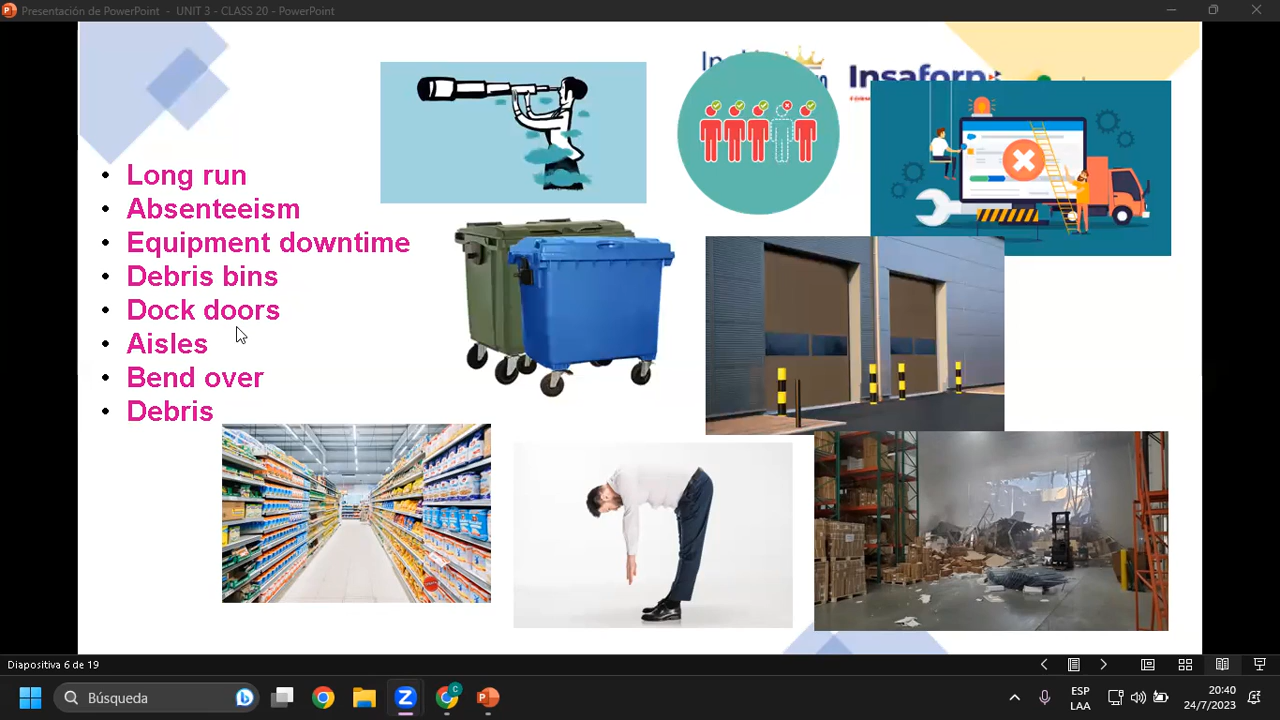 Presentación de PowerPoint - UNIT 3 - CLASS 20 - PowerPoint
Insaforp
Long run
Absenteeism
Equipment downtime
Debris bins
Dock doors
Aisles
Bend over
Debris
Diapositiva 6 de 19
Búsqueda
ESP
LAA
20:40
24/7/2023